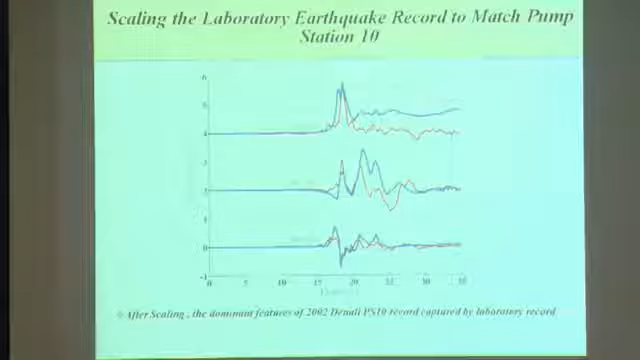 Scaling the Laboratory Earthquake Record to Match Pump
Station 10
6
5
4
3
2
1
0
-1
0 5 10 15 20 25 30 35
After Scaling , the dominant features of 2002 Denali PS10 record captured by laboratory record